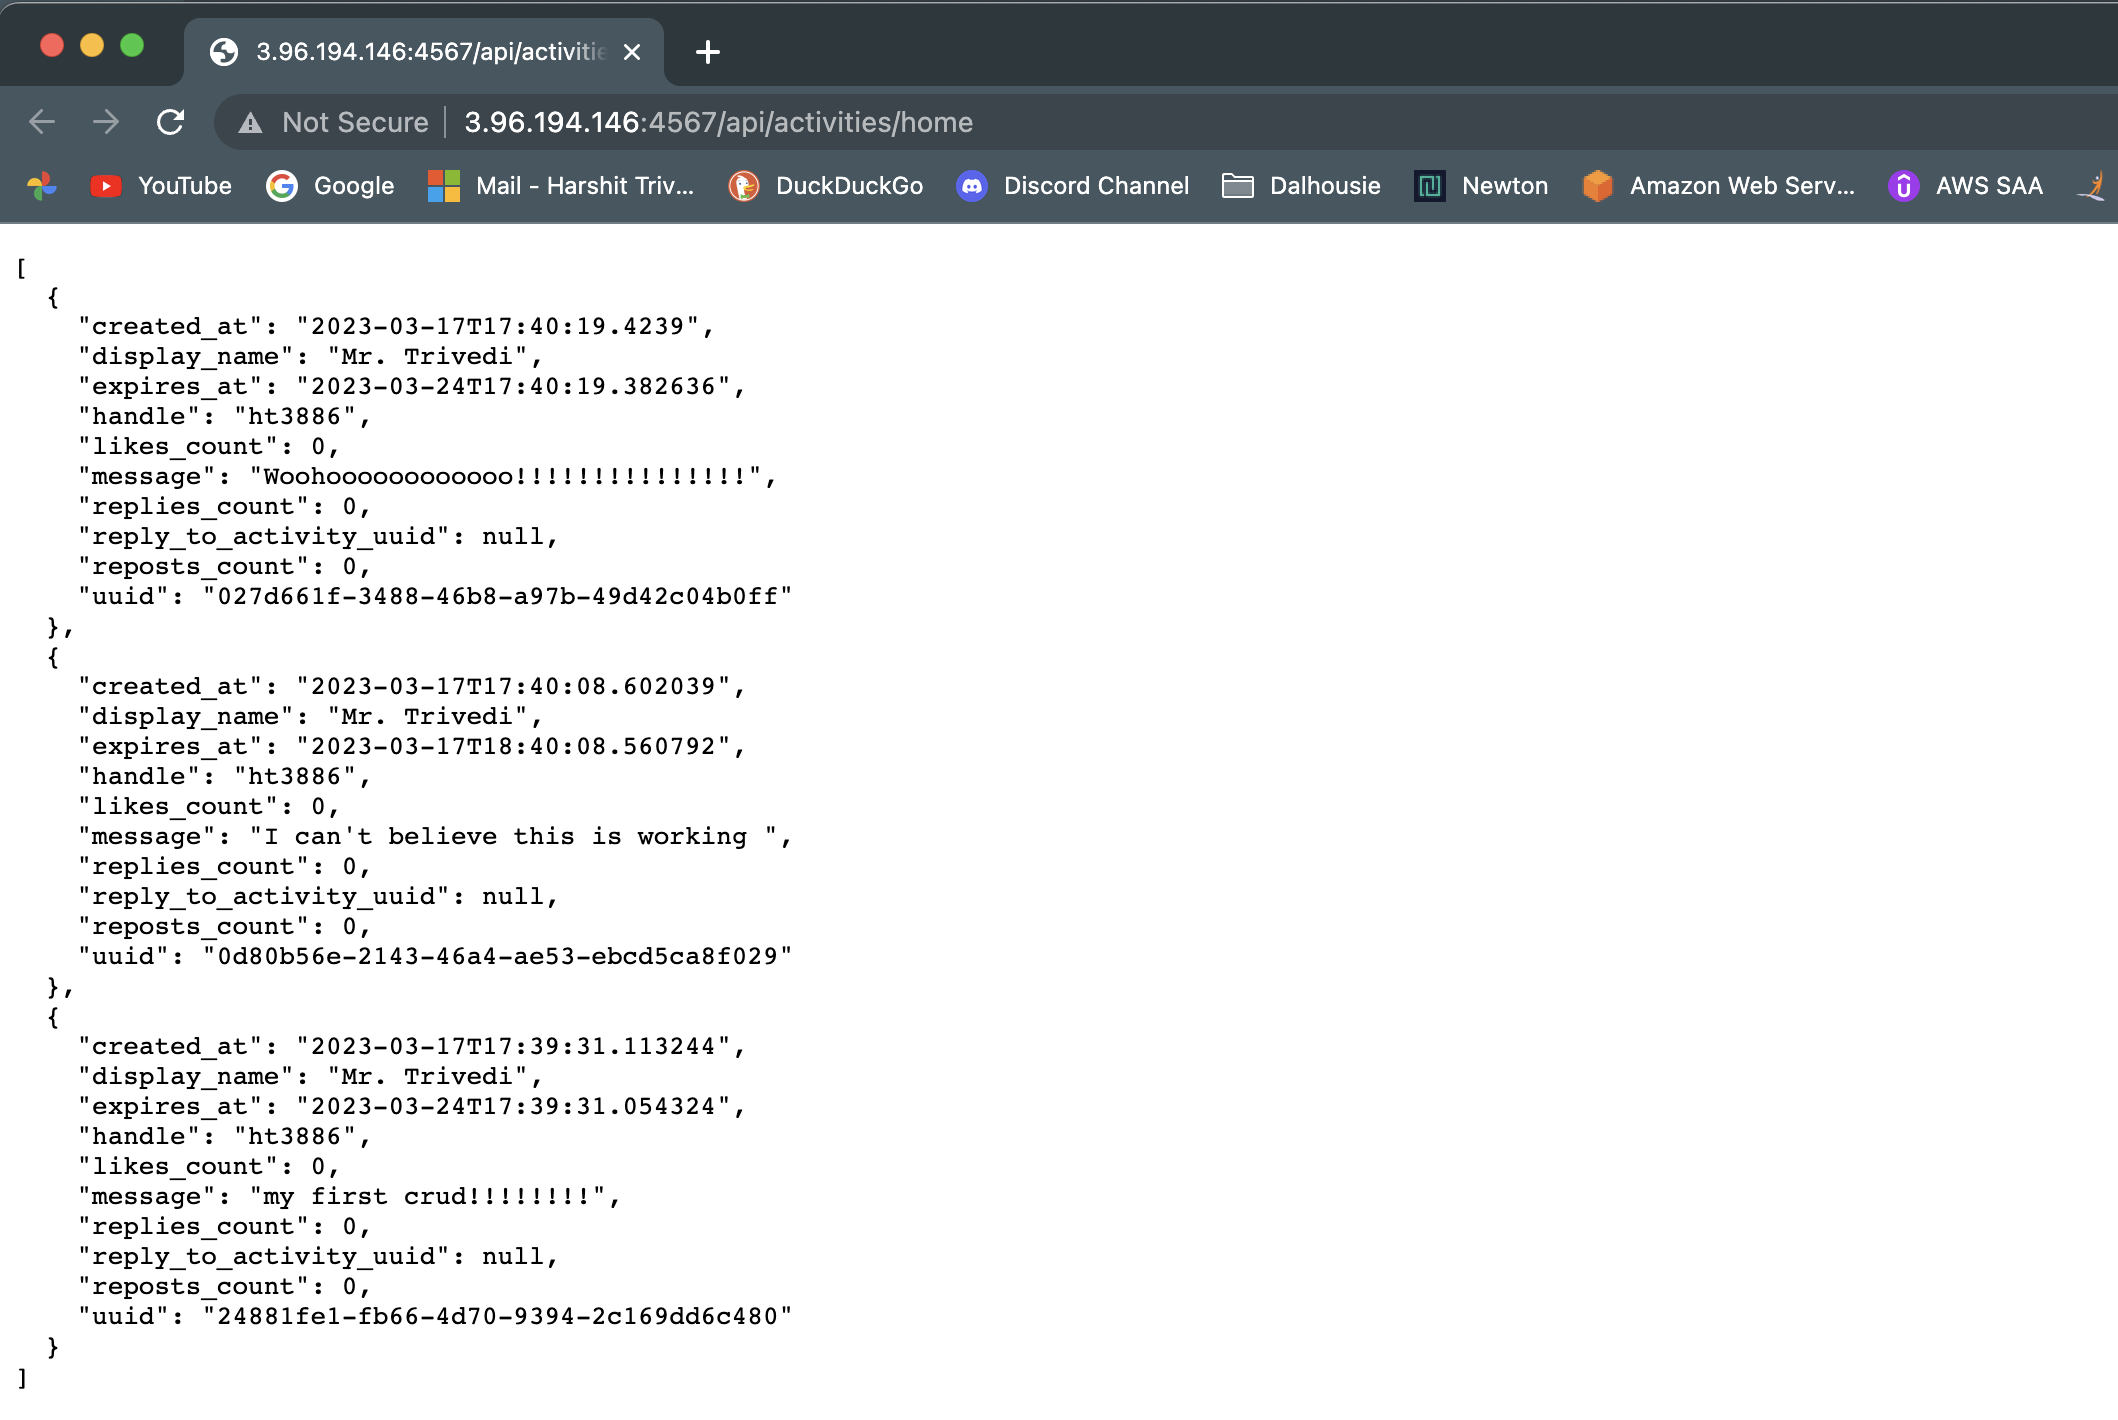 3.96.194.146:4567/api/activitie
Not Secure 3.96.194.146:4567/api/activities/home
YouTube Google Mail - Harshit Triv... DuckDuckGo Discord Channel Dalhousie Newton Amazon Web Serv... AWS SAA
[
{
"created_at": "2023-03-17T17:40:19.4239",
"display_name": "Mr. Trivedi",
"expires_at": "2023-03-24T17:40:19.382636",
"handle": "ht3886",
"likes_count": 0,
"message": "Woohoooooooooooo!!!!!!!!!!!!!!!",
"replies_count": 0,
"reply_to_activity_uuid": null,
"reposts_count": 0,
"uuid": "027d661f-3488-46b8-a97b-49d42c04b0ff"
},
{
"created_at": "2023-03-17T17:40:08.602039",
"display_name": "Mr. Trivedi",
"expires_at": "2023-03-17T18:40:08.560792",
"handle": "ht3886",
"likes_count": 0,
"message": "I can't believe this is working ",
"replies_count": 0,
"reply_to_activity_uuid": null,
"reposts_count": 0,
"uuid": "0d80b56e-2143-46a4-ae53-ebcd5ca8f029"
},
{
"created_at": "2023-03-17T17:39:31.113244",
"display_name": "Mr. Trivedi",
"expires_at": "2023-03-24T17:39:31.054324",
"handle": "ht3886",
"likes_count": 0,
"message": "my first crud!!!!!!!!",
"replies_count": 0,
"reply_to_activity_uuid": null,
"reposts_count": 0,
"uuid": "24881fe1-fb66-4d70-9394-2c169dd6c480"
}
]